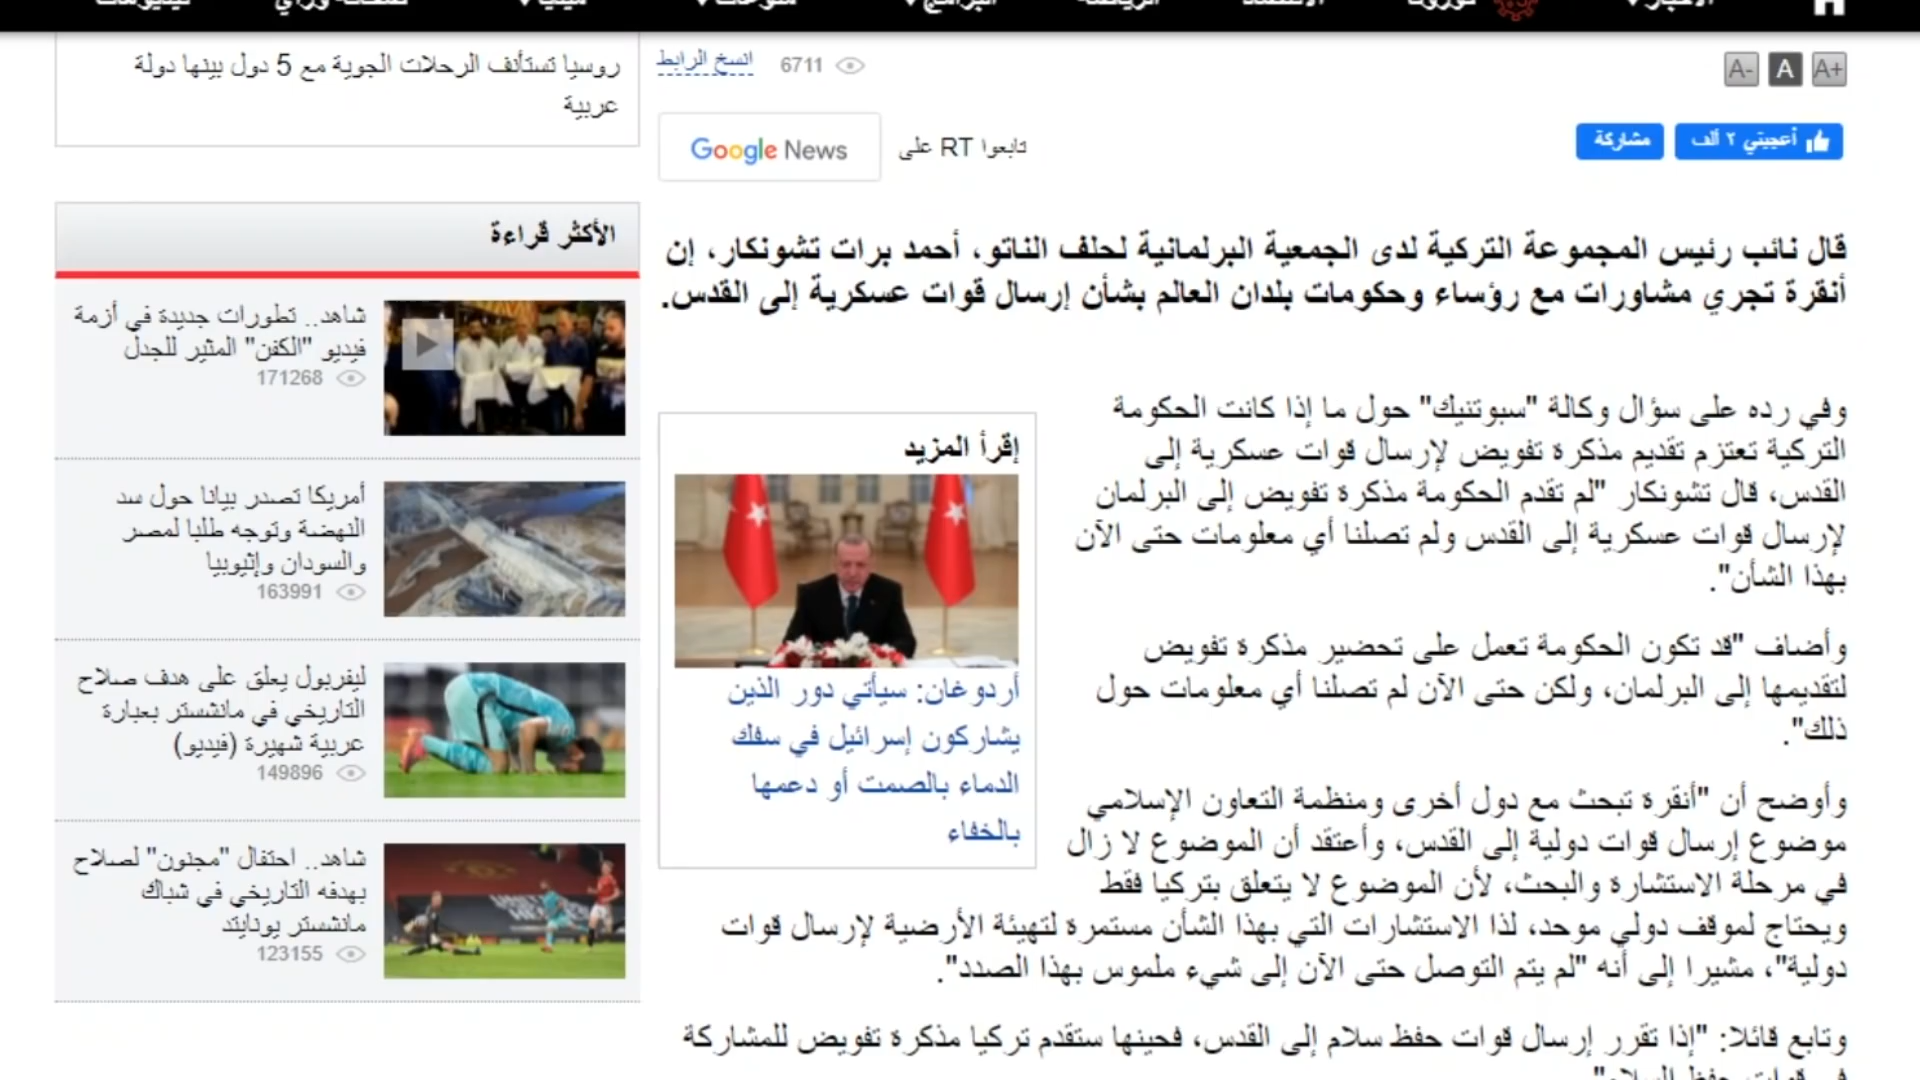 الأخبار
كورونا
البرامج
A+ A A-
6711 انسخ الرابط
أعجبني ٢ ألف
مشاركة
تابعوا RT على Google News
قال نائب رئيس المجموعة التركية لدى الجمعية البرلمانية لحلف الناتو، أحمد برات تشونكار، إن
أنقرة تجري مشاورات مع رؤساء وحكومات بلدان العالم بشأن إرسال قوات عسكرية إلى القدس.
وفي رده على سؤال وكالة "سبوتنيك" حول ما إذا كانت الحكومة
التركية تعتزم تقديم مذكرة تفويض لإرسال قوات عسكرية إلى
القدس، قال تشونكار "لم تقدم الحكومة مذكرة تفويض إلى البرلمان
لإرسال قوات عسكرية إلى القدس ولم تصلنا أي معلومات حتى الآن
بهذا الشأن".
وأضاف "قد تكون الحكومة تعمل على تحضير مذكرة تفويض
لتقديمها إلى البرلمان، ولكن حتى الآن لم تصلنا أي معلومات حول
ذلك".
وأوضح أن "أنقرة تبحث مع دول أخرى ومنظمة التعاون الإسلامي
موضوع إرسال قوات دولية إلى القدس، وأعتقد أن الموضوع لا زال
في مرحلة الاستشارة والبحث، لأن الموضوع لا يتعلق بتركيا فقط
ويحتاج لموقف دولي موحد، لذا الاستشارات التي بهذا الشأن مستمرة لتهيئة الأرضية لإرسال قوات
دولية"، مشيرا إلى أنه "لم يتم التوصل حتى الآن إلى شيء ملموس بهذا الصدد".
وتابع قائلا: "إذا تقرر إرسال قوات حفظ سلام إلى القدس، فحينها ستقدم تركيا مذكرة تفويض للمشاركة
إقرأ المزيد
أردوغان: سيأتي دور الذين
يشاركون إسرائيل في سفك
الدماء بالصمت أو دعمها
بالخفاء
روسيا تستأنف الرحلات الجوية مع 5 دول بينها دولة
عربية
الأكثر قراءة
شاهد.. تطورات جديدة في أزمة
فيديو "الكفن" المثير للجدل
171268
أمريكا تصدر بيانا حول سد
النهضة وتوجه طلبا لمصر
والسودان وإثيوبيا
163991
ليفربول يعلق على هدف صلاح
التاريخي في مانشستر بعبارة
عربية شهيرة (فيديو)
149896
شاهد.. احتفال "مجنون" لصلاح
بهدفه التاريخي في شباك
مانشستر يونايتد
123155